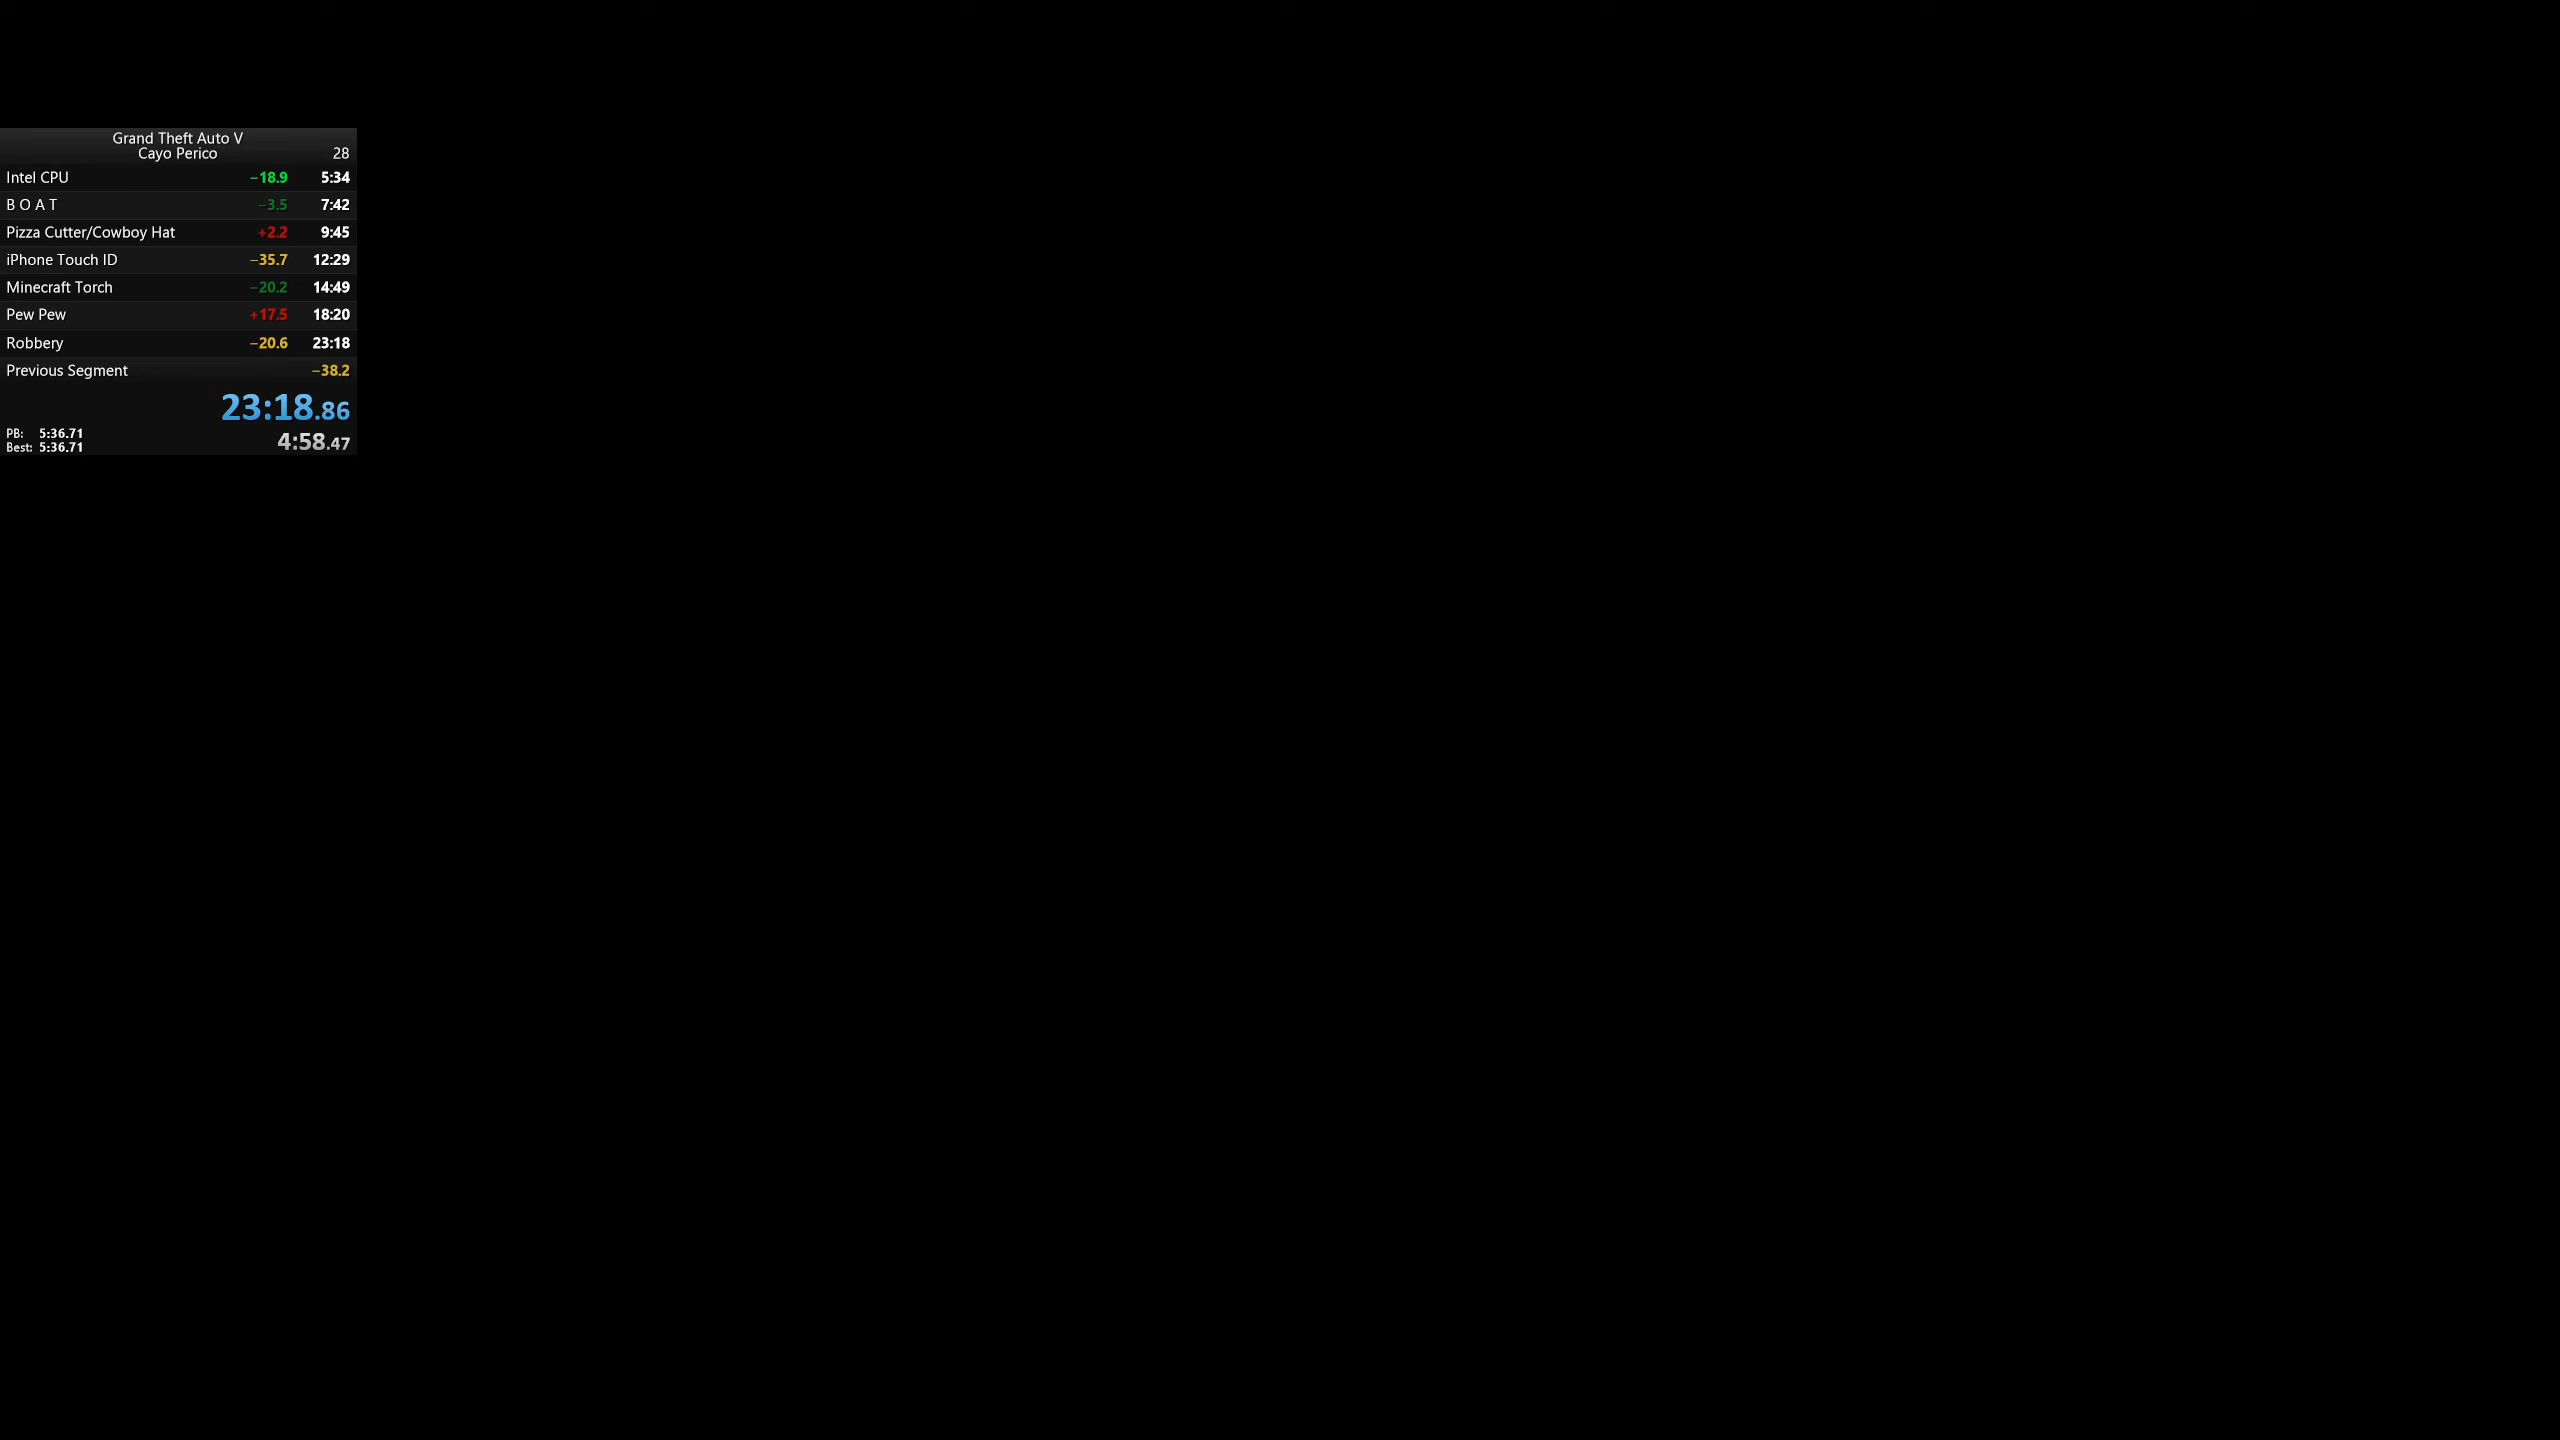 Grand Theft Auto V
Cayo Perico 28
Intel CPU −18.9 5:34
B O A T −3.5 7:42
Pizza Cutter/Cowboy Hat +2.2 9:45
iPhone Touch ID −35.7 12:29
Minecraft Torch −20.2 14:49
Pew Pew +17.5 18:20
Robbery −20.6 23:18
Previous Segment −38.2
23:18.86
PB: 5:36.71
Best: 5:36.71
4:58.47